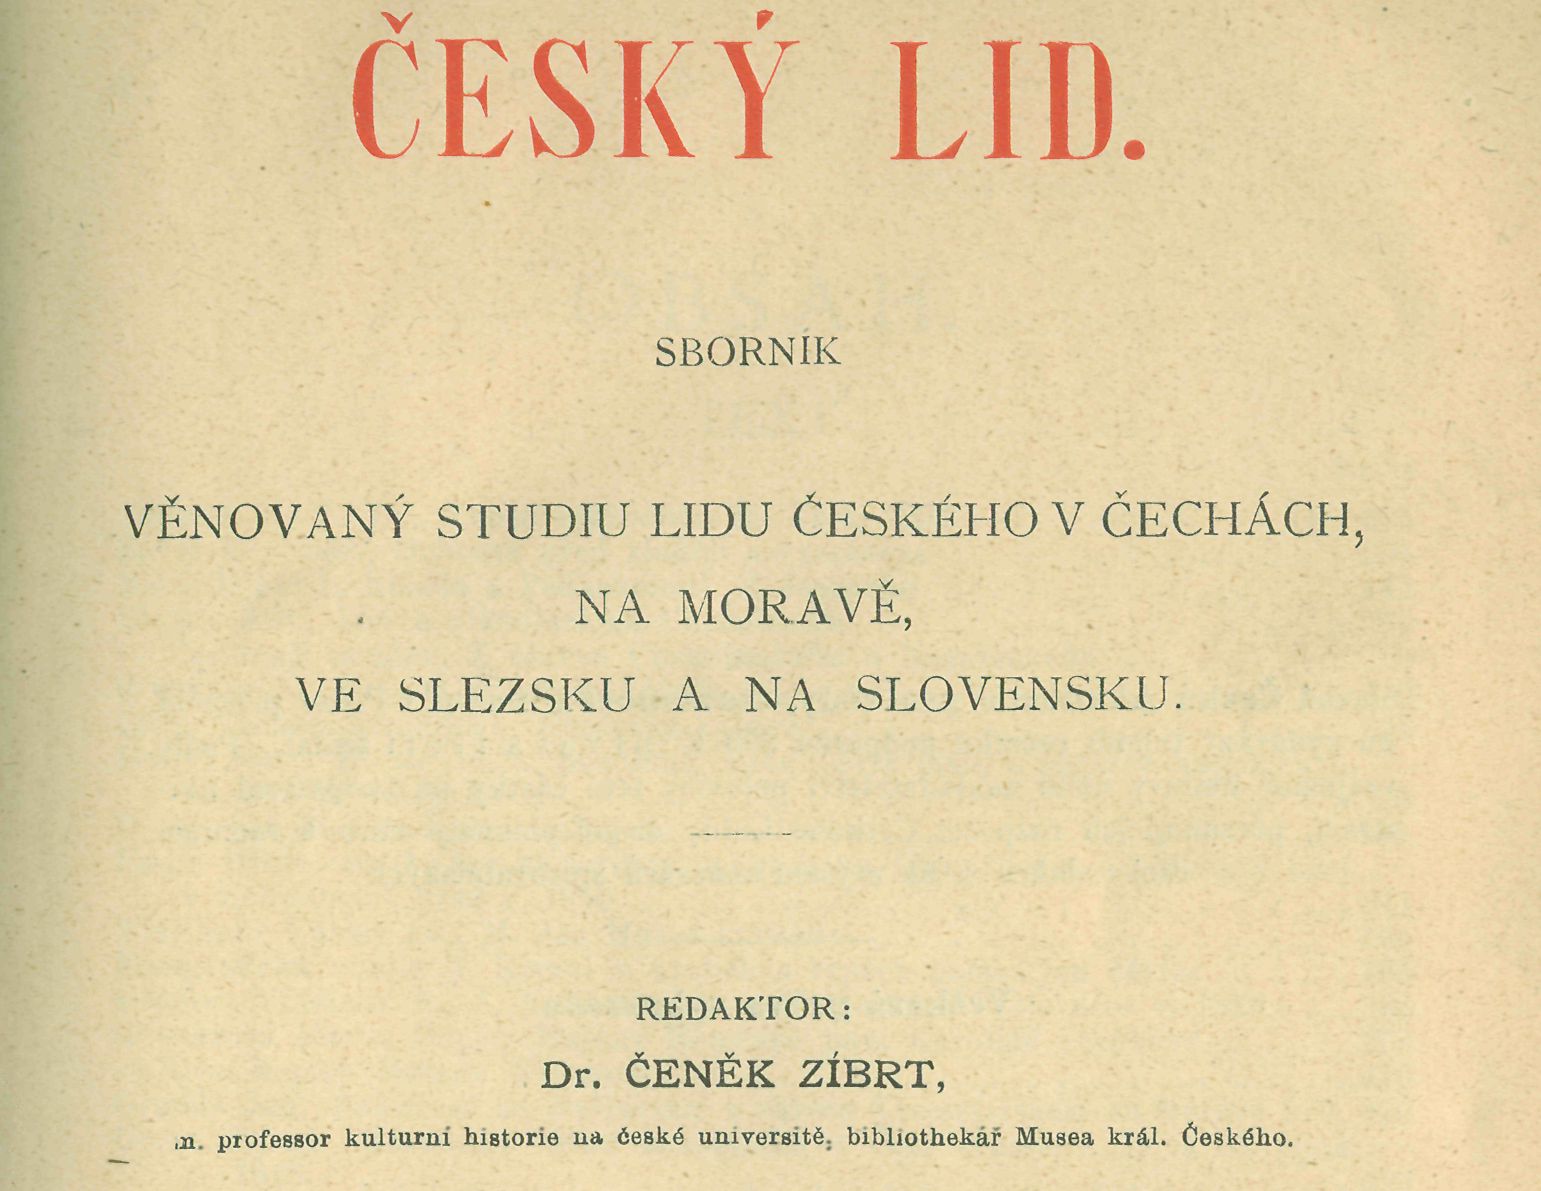 ČESKÝ LID.
SBORNÍK
VĚNOVANÝ STUDIU LIDU ČESKÉHO V ČECHÁCH,
NA MORAVĚ,
VE SLEZSKU A NA SLOVENSKU.
REDAKTOR:
Dr. ČENĚK ZÍBRT,
m. professor kulturní historie na české universitě, bibliothekář Musea král. Českého.